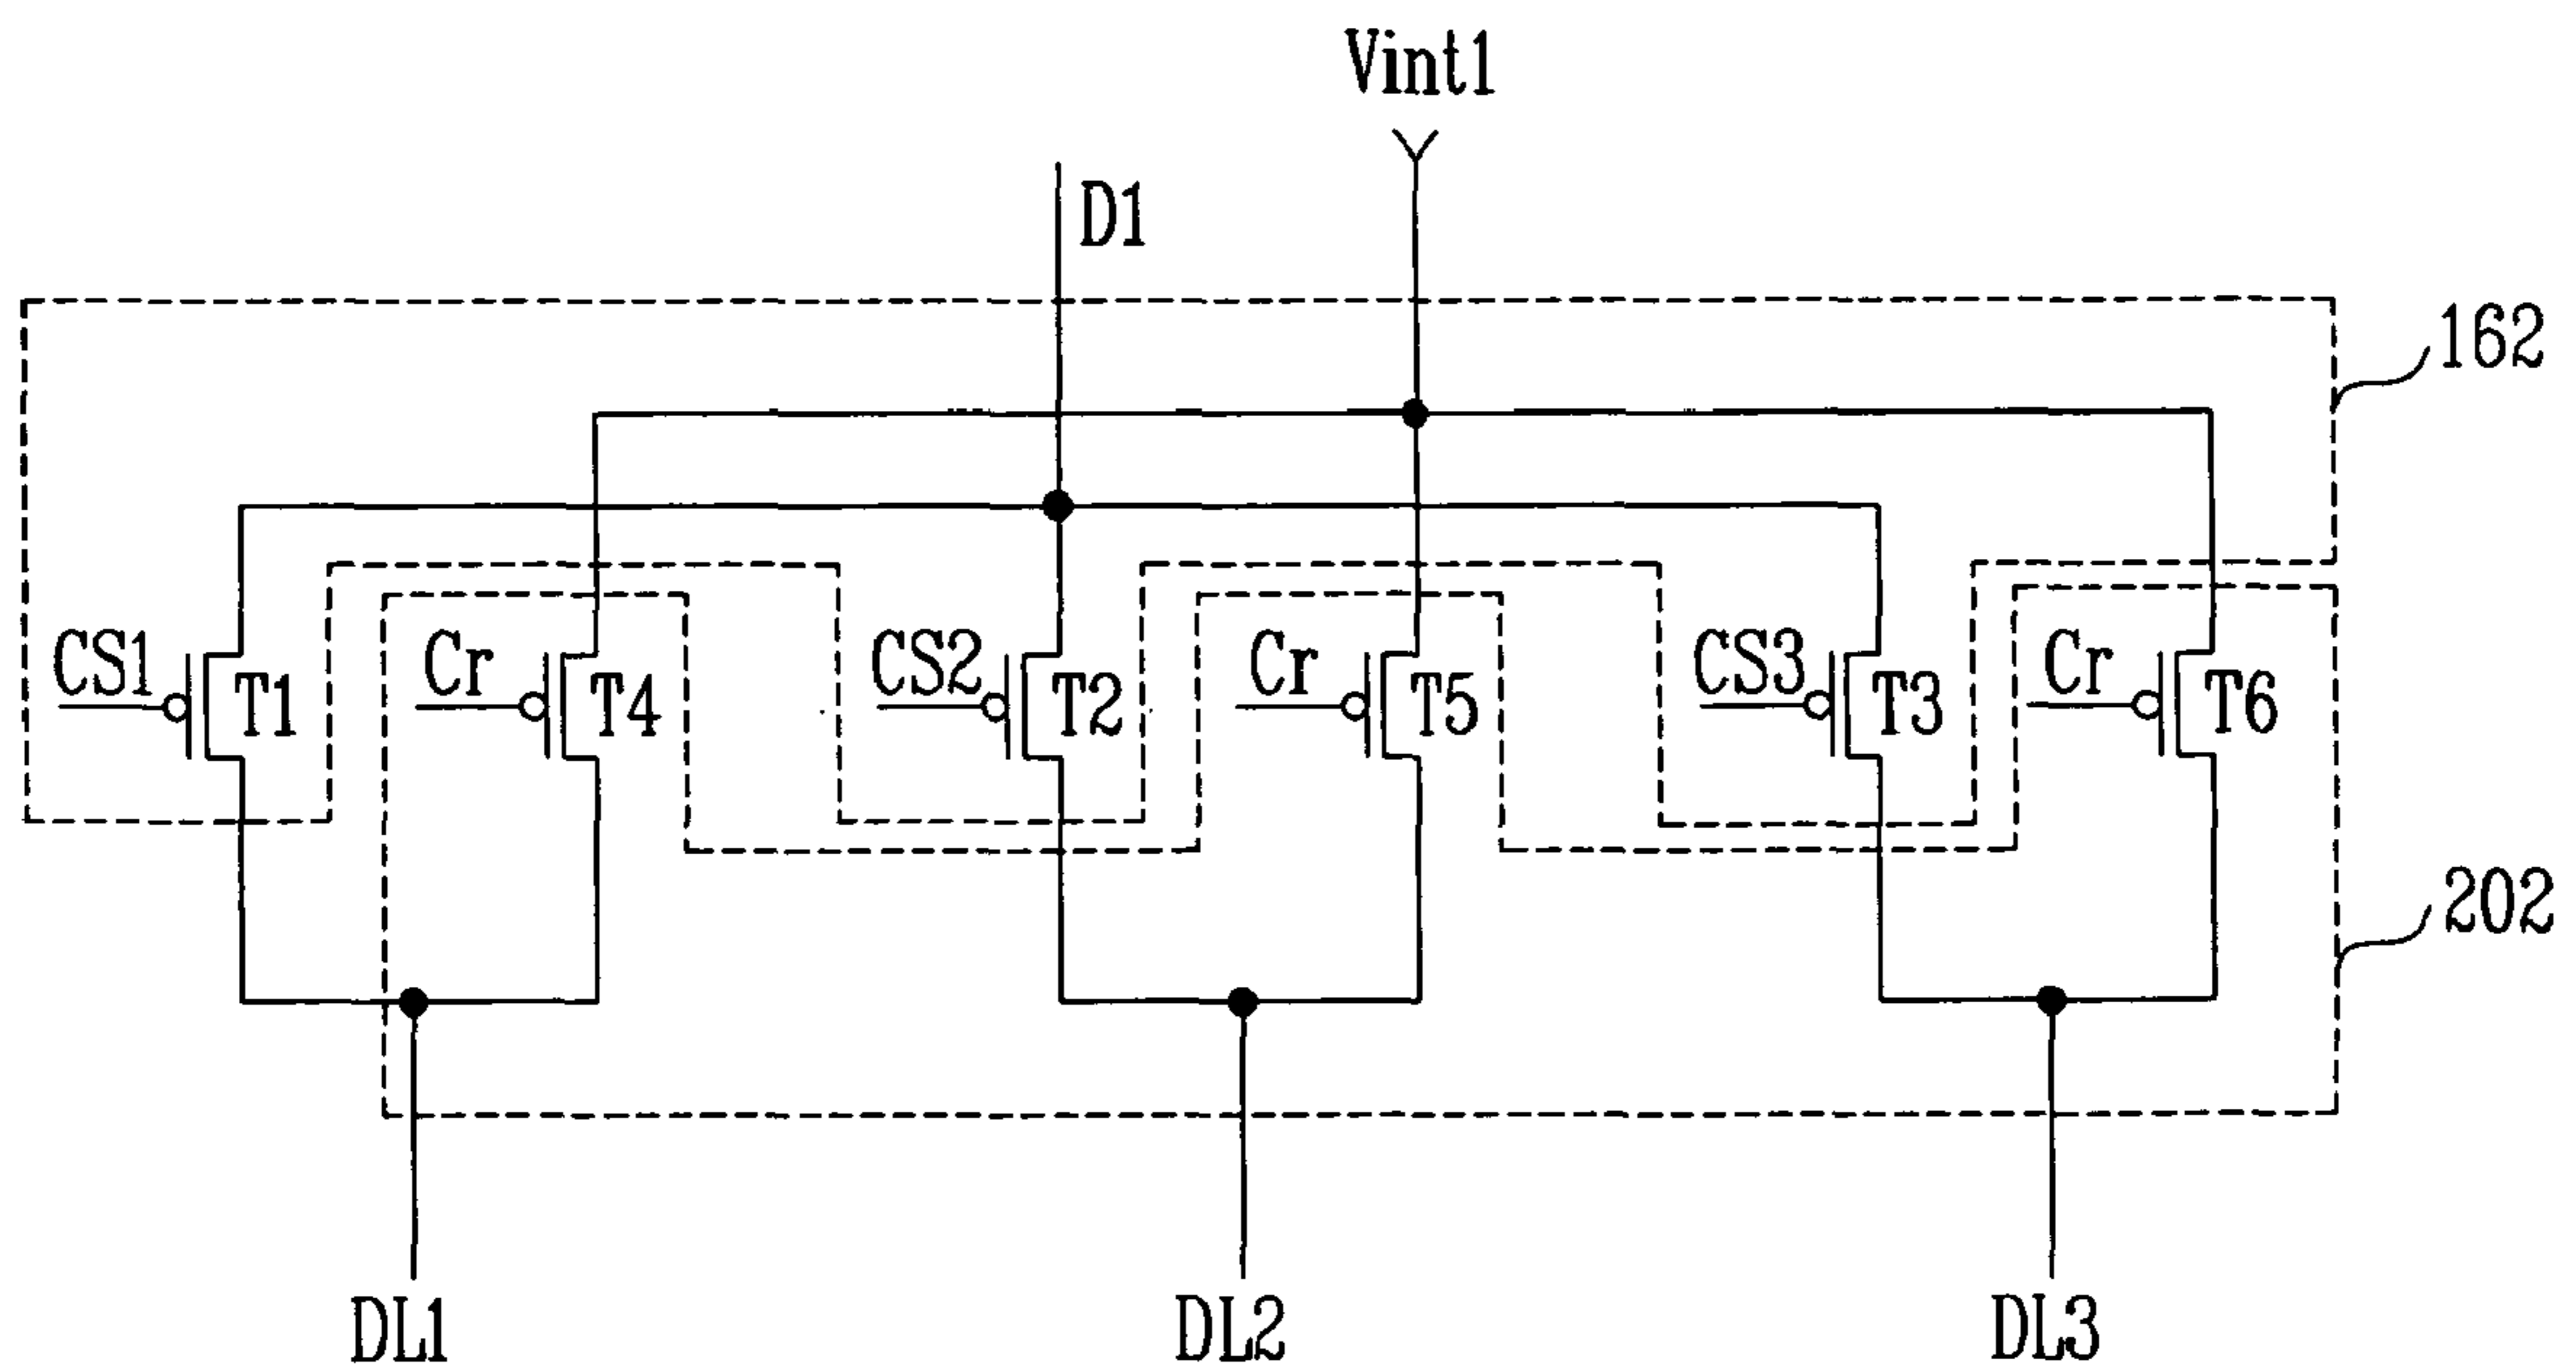 Vint1
D1
162
CS1
T1
Cr
T4
CS2
T2
Cr
T5
CS3
T3
Cr
T6
202
DL1
DL2
DL3